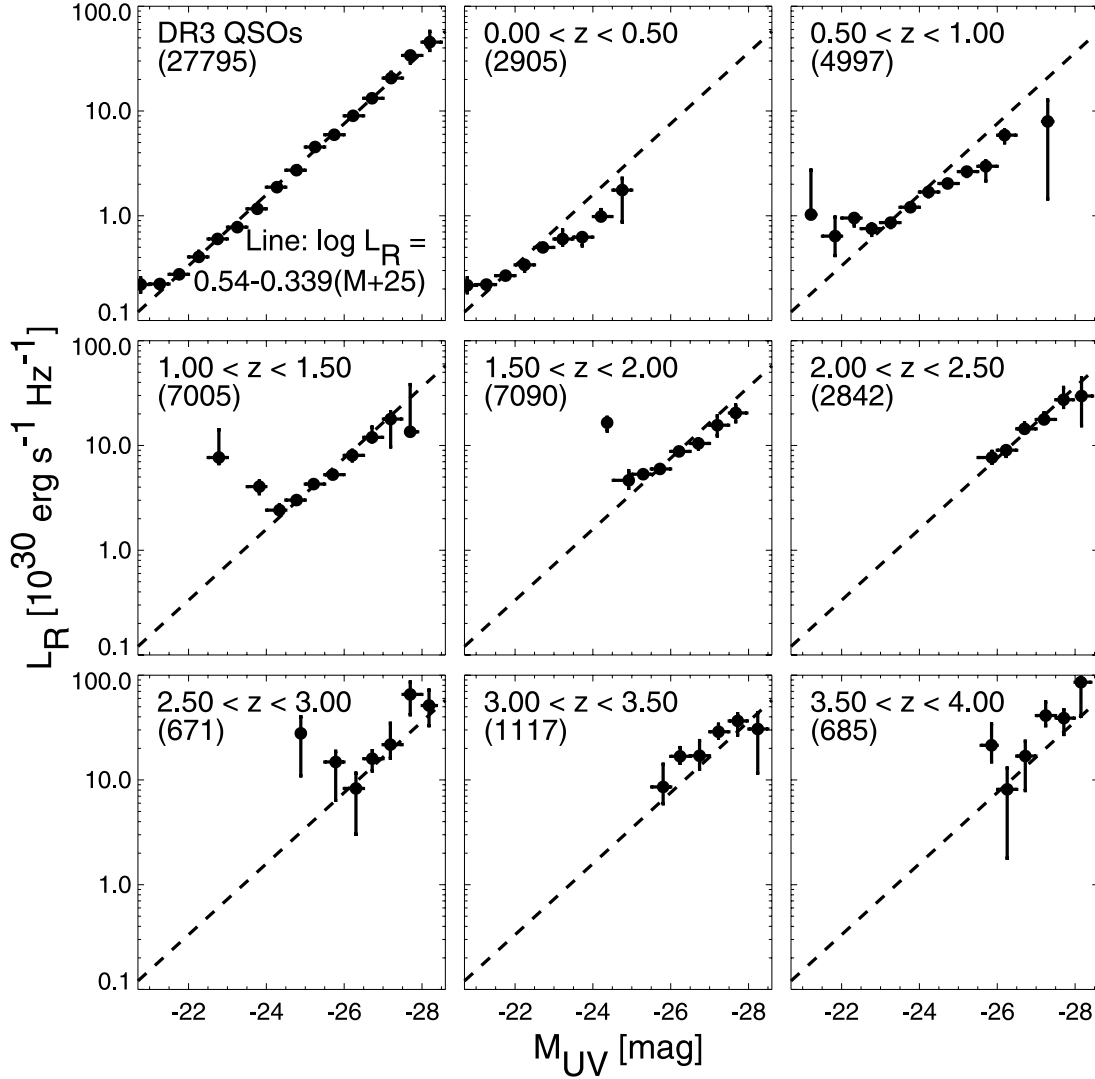 100.0
10.0
1.0
0.1
DR3 QSOs
(27795)
Line: log L_R =
0.54-0.339(M+25)
0.00 < z < 0.50
(2905)
0.50 < z < 1.00
(4997)
100.0
10.0
1.0
0.1
1.00 < z < 1.50
(7005)
1.50 < z < 2.00
(7090)
2.00 < z < 2.50
(2842)
100.0
10.0
1.0
0.1
2.50 < z < 3.00
(671)
3.00 < z < 3.50
(1117)
3.50 < z < 4.00
(685)
-22 -24 -26 -28
-22 -24 -26 -28
-22 -24 -26 -28
L_R [10^30 erg s^-1 Hz^-1]
M_UV [mag]